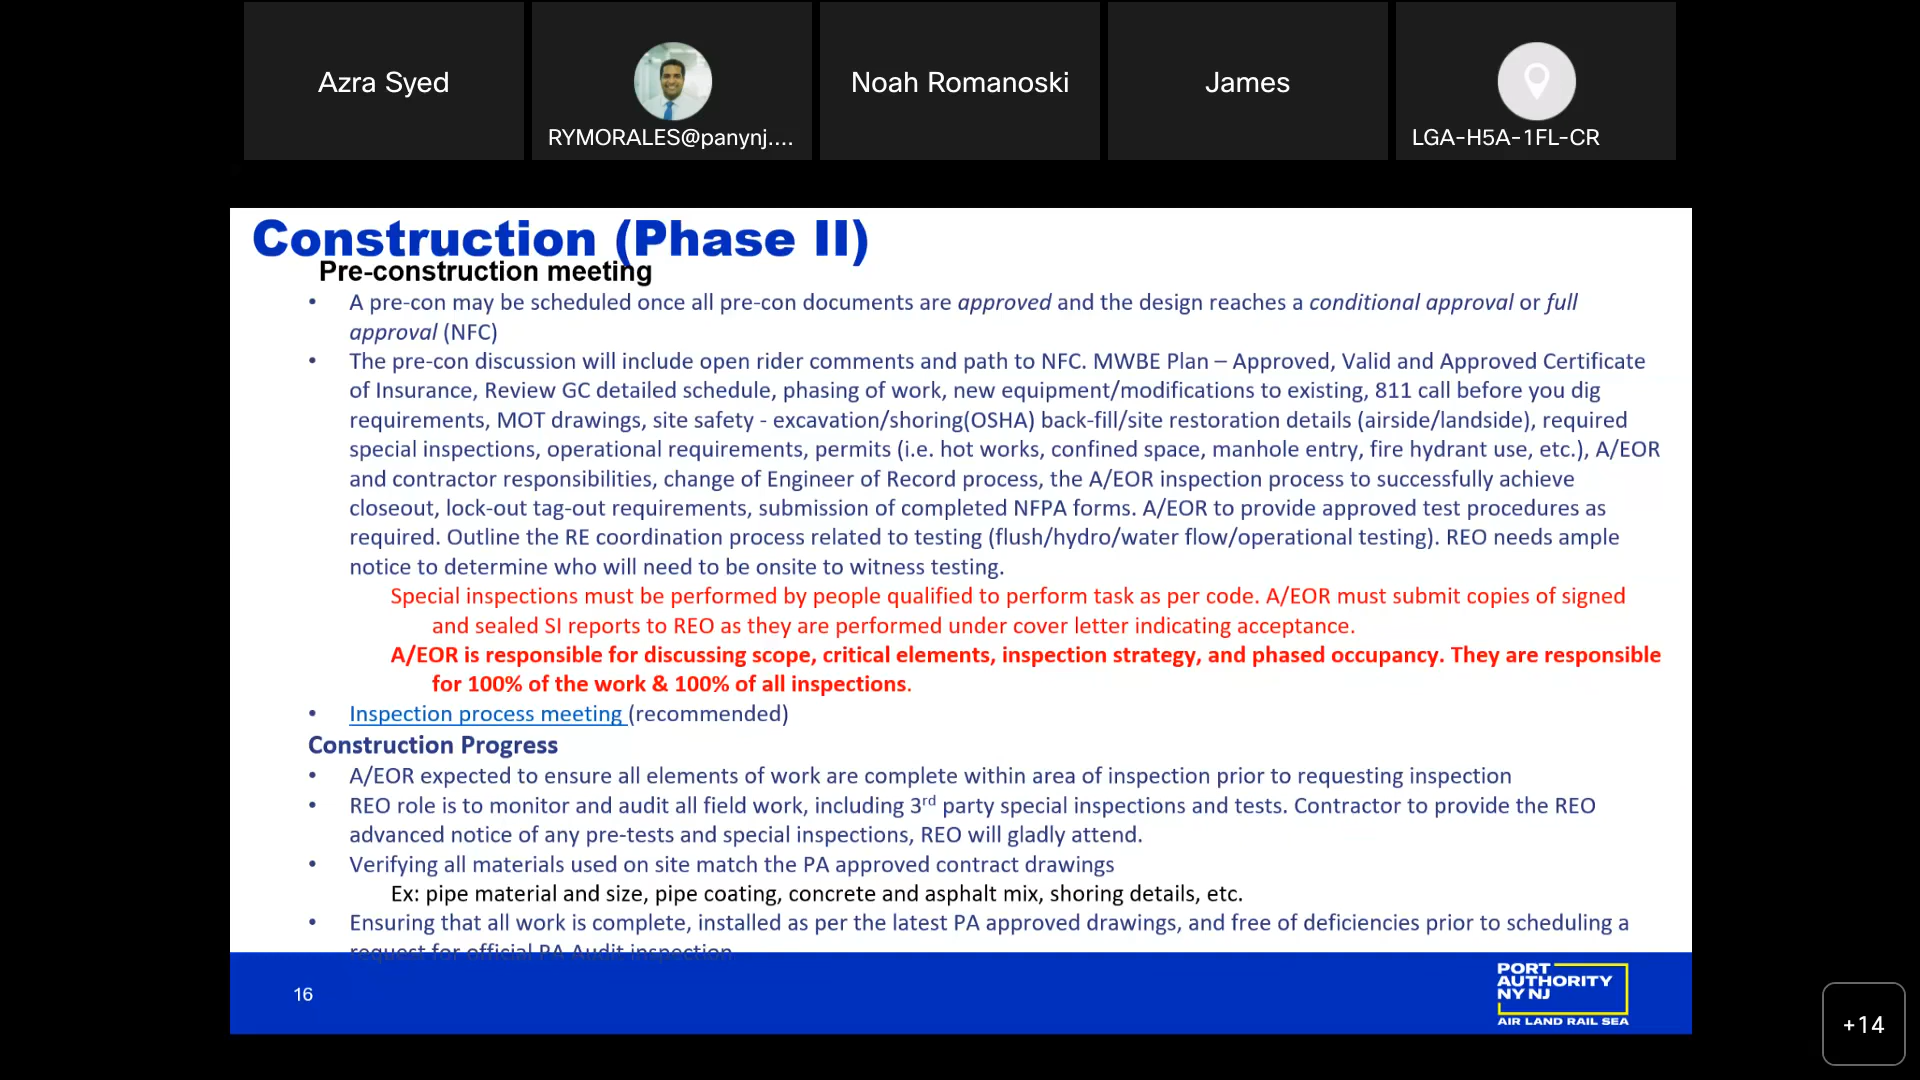 Azra Syed
RYMORALES@panynj....
Noah Romanoski
James
LGA-H5A-1FL-CR
Construction (Phase II)
Pre-construction meeting
• A pre-con may be scheduled once all pre-con documents are approved and the design reaches a conditional approval or full
approval (NFC)
• The pre-con discussion will include open rider comments and path to NFC. MWBE Plan – Approved, Valid and Approved Certificate
of Insurance, Review GC detailed schedule, phasing of work, new equipment/modifications to existing, 811 call before you dig
requirements, MOT drawings, site safety - excavation/shoring(OSHA) back-fill/site restoration details (airside/landside), required
special inspections, operational requirements, permits (i.e. hot works, confined space, manhole entry, fire hydrant use, etc.), A/EOR
and contractor responsibilities, change of Engineer of Record process, the A/EOR inspection process to successfully achieve
closeout, lock-out tag-out requirements, submission of completed NFPA forms. A/EOR to provide approved test procedures as
required. Outline the RE coordination process related to testing (flush/hydro/water flow/operational testing). REO needs ample
notice to determine who will need to be onsite to witness testing.
Special inspections must be performed by people qualified to perform task as per code. A/EOR must submit copies of signed
and sealed SI reports to REO as they are performed under cover letter indicating acceptance.
A/EOR is responsible for discussing scope, critical elements, inspection strategy, and phased occupancy. They are responsible
for 100% of the work & 100% of all inspections.
• Inspection process meeting (recommended)
Construction Progress
• A/EOR expected to ensure all elements of work are complete within area of inspection prior to requesting inspection
• REO role is to monitor and audit all field work, including 3rd party special inspections and tests. Contractor to provide the REO
advanced notice of any pre-tests and special inspections, REO will gladly attend.
• Verifying all materials used on site match the PA approved contract drawings
Ex: pipe material and size, pipe coating, concrete and asphalt mix, shoring details, etc.
• Ensuring that all work is complete, installed as per the latest PA approved drawings, and free of deficiencies prior to scheduling a
request for official PA Audit inspection
16
PORT
AUTHORITY
NY NJ
AIR LAND RAIL SEA
+14